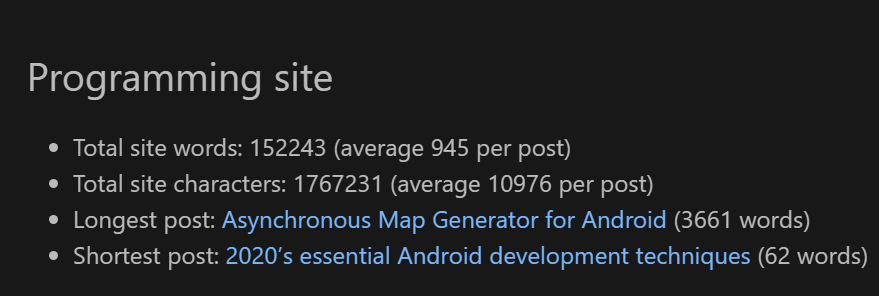 Programming site
• Total site words: 152243 (average 945 per post)
• Total site characters: 1767231 (average 10976 per post)
• Longest post: Asynchronous Map Generator for Android (3661 words)
• Shortest post: 2020’s essential Android development techniques (62 words)